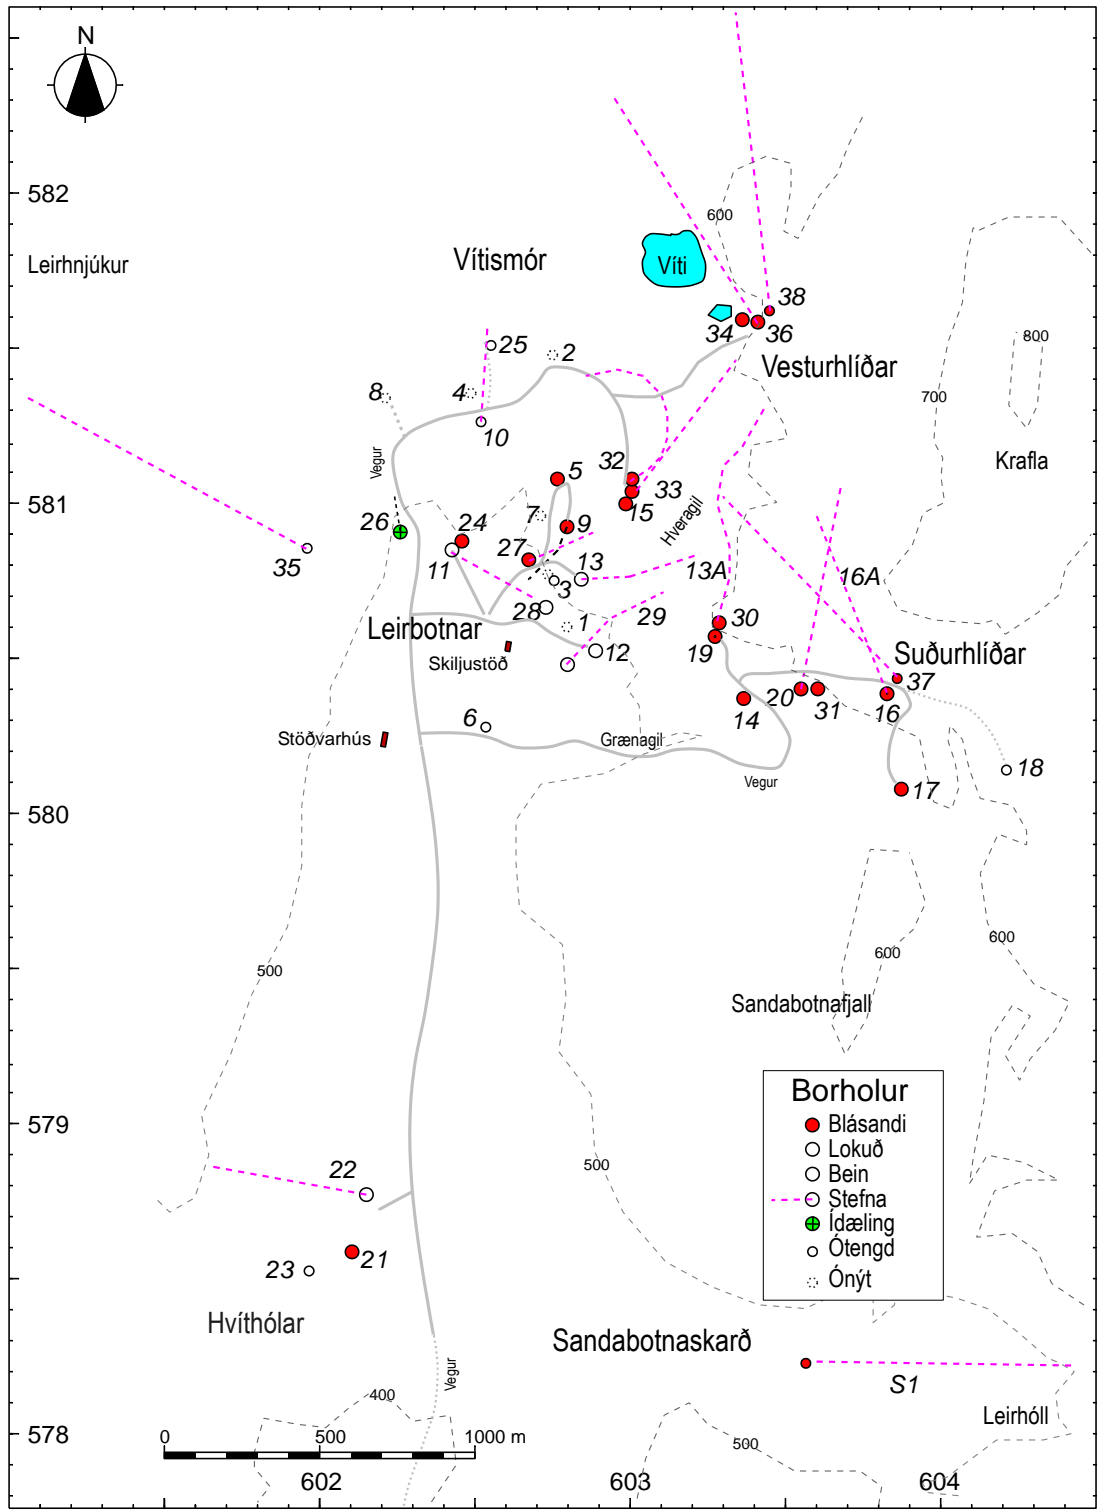 N
582
600
Leirhnjúkur
Vítismór
Víti
38
34
36
25
2
800
Vesturhlíðar
8
4
700
10
Vegur
5
32
Krafla
33
7
15
Hveragil
26
24
9
581
27
13
35
11
3
13A
16A
28
29
30
1
Leirbotnar
12
19
Suðurhlíðar
Skiljustöð
37
20
31
16
14
6
Stöðvarhús
Grænagil
18
Vegur
17
580
600
600
500
Sandabotnafjall
Borholur
Blásandi
579
Lokuð
500
Bein
22
Stefna
Ídæling
21
Ótengd
23
Ónýt
Hvíthólar
Sandabotnaskarð
Vegur
S1
400
Leirhóll
578
0
500
1000 m
500
602
603
604